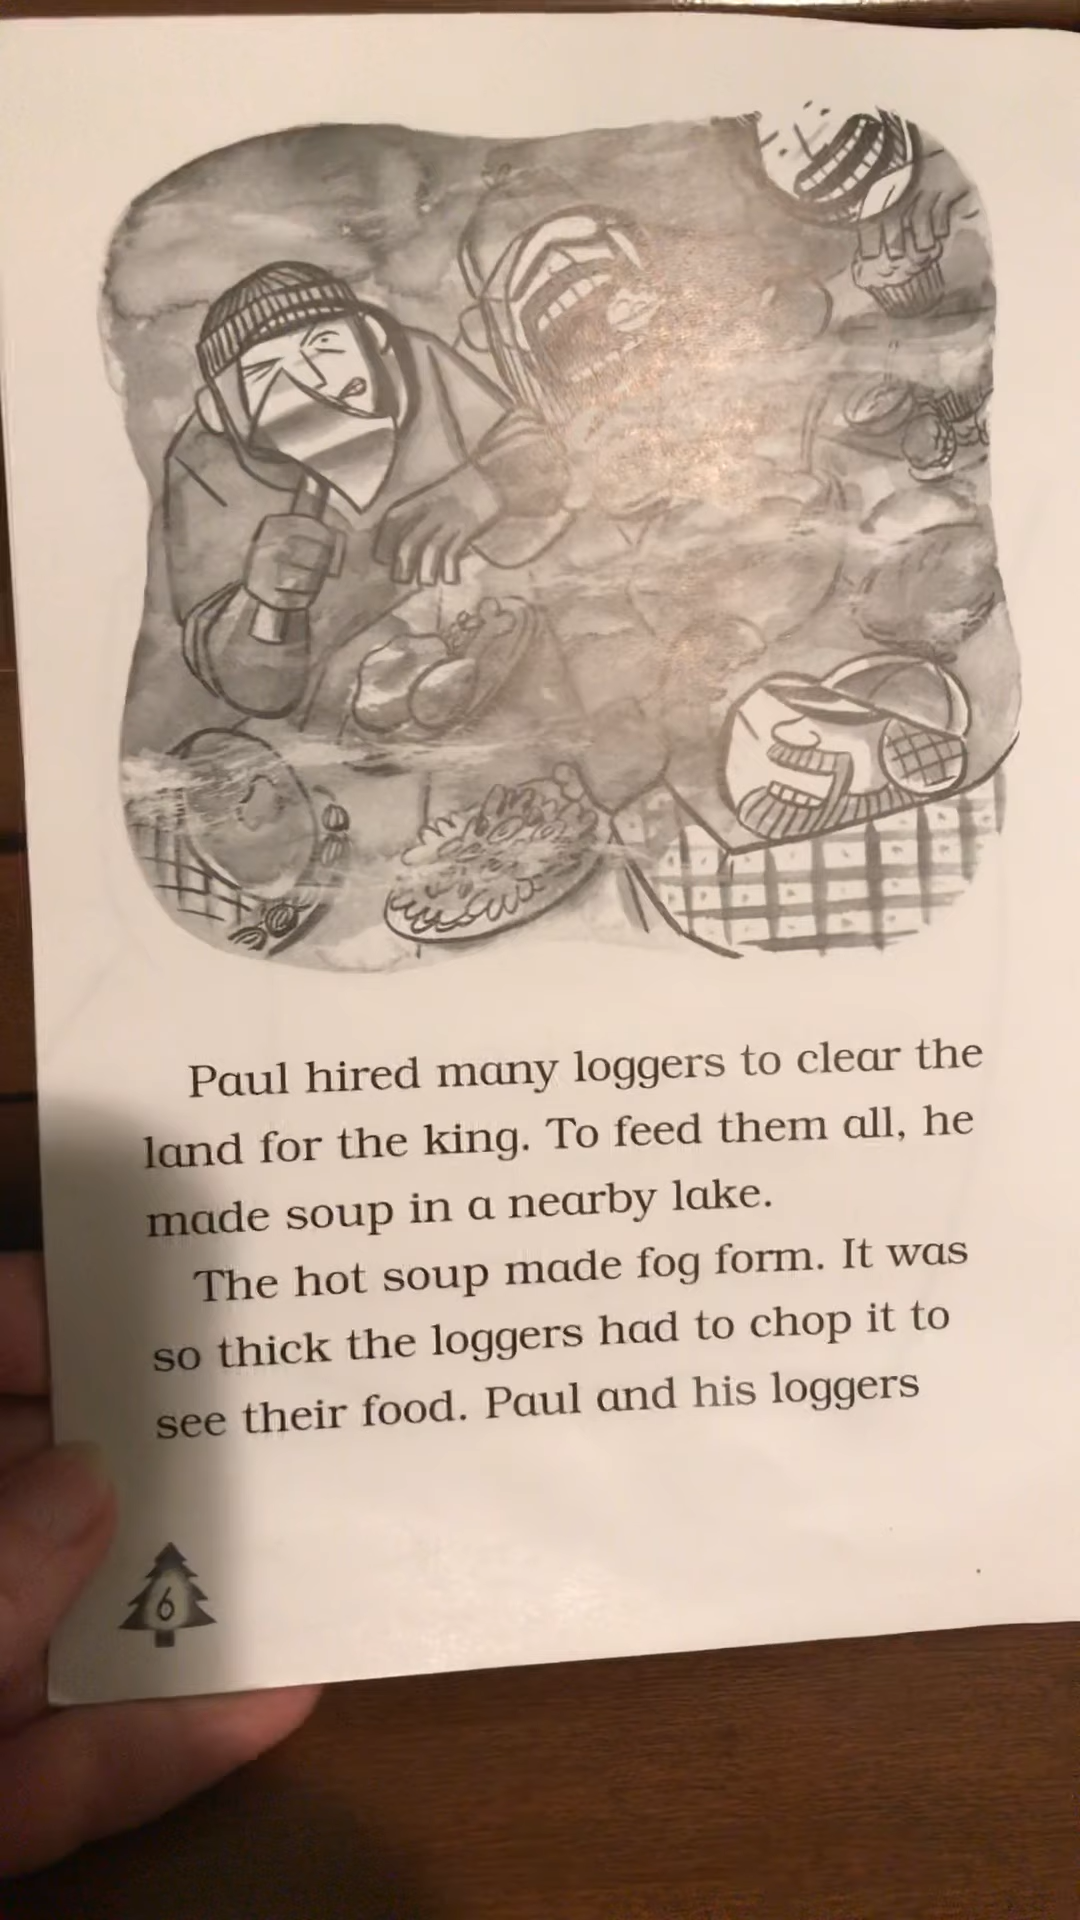 Paul hired many loggers to clear the
land for the king. To feed them all, he
made soup in a nearby lake.
The hot soup made fog form. It was
so thick the loggers had to chop it to
see their food. Paul and his loggers
6